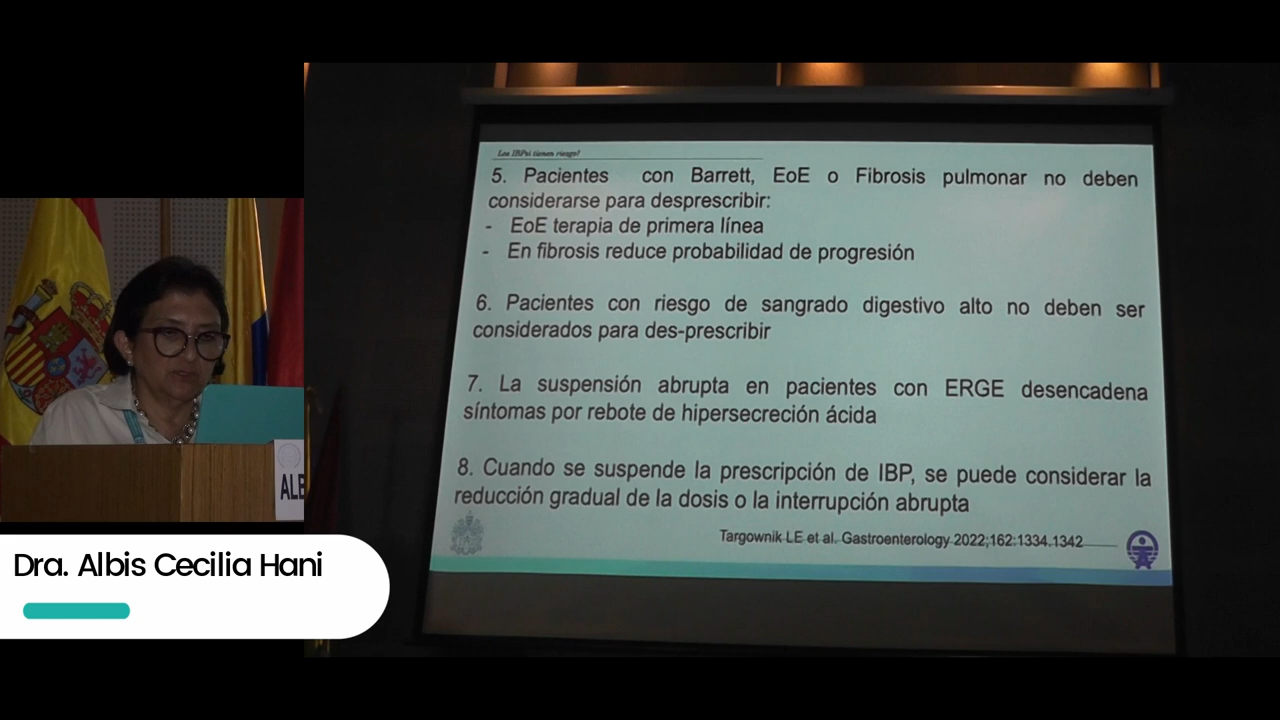 Los IBPsi tienen riesgo?
5. Pacientes con Barrett, EoE o Fibrosis pulmonar no deben
considerarse para desprescribir:
- EoE terapia de primera línea
- En fibrosis reduce probabilidad de progresión
6. Pacientes con riesgo de sangrado digestivo alto no deben ser
considerados para des-prescribir
7. La suspensión abrupta en pacientes con ERGE desencadena
síntomas por rebote de hipersecreción ácida
8. Cuando se suspende la prescripción de IBP, se puede considerar la
reducción gradual de la dosis o la interrupción abrupta
Targownik LE et al. Gastroenterology 2022;162:1334.1342
ALB
Dra. Albis Cecilia Hani